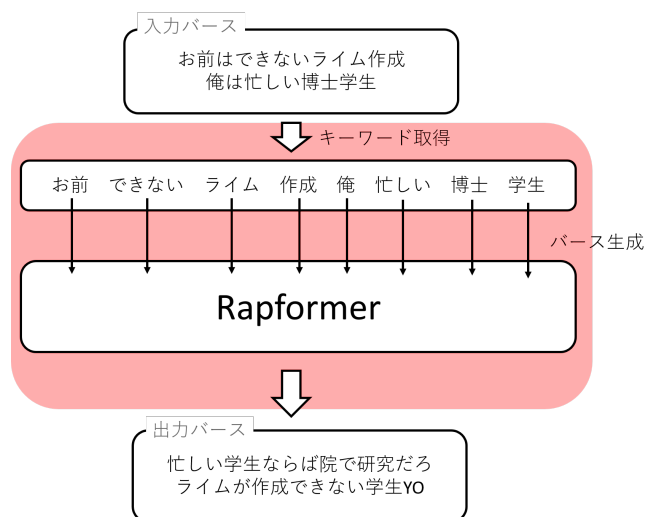 入力バース
お前はできないライム作成
俺は忙しい博士学生
キーワード取得
お前 できない ライム 作成 俺 忙しい 博士 学生
バース生成
Rapformer
出力バース
忙しい学生ならば院で研究だろ
ライムが作成できない学生YO